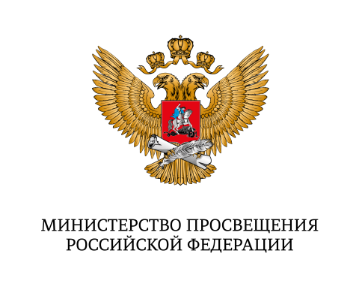 МИНИСТЕРСТВО ПРОСВЕЩЕНИЯ
РОССИЙСКОЙ ФЕДЕРАЦИИ